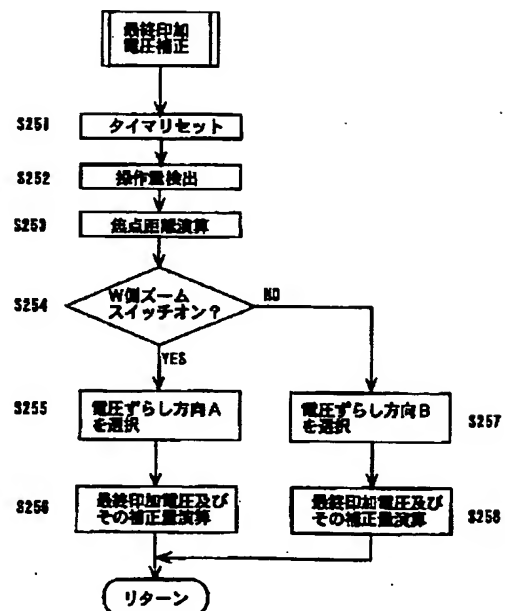 最終印加
電圧補正
S251
タイマリセット
S252
操作量検出
S253
焦点距離演算
S254
W側ズーム
スイッチオン?
NO
YES
S255
電圧ずらし方向A
を選択
電圧ずらし方向B
を選択
S257
S256
最終印加電圧及び
その補正量演算
最終印加電圧及び
その補正量演算
S258
リターン